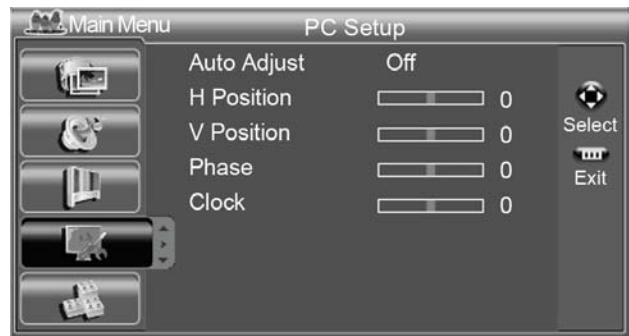 Main Menu
PC Setup
Auto Adjust Off
H Position 0
V Position 0
Phase 0
Clock 0
Select
Exit